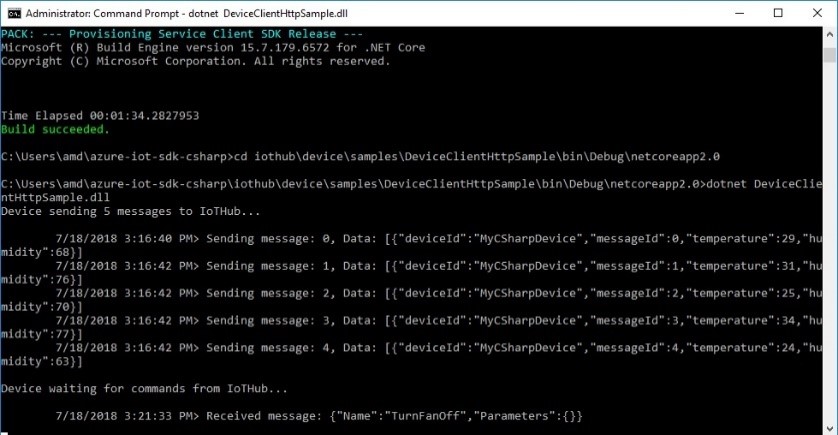 Administrator: Command Prompt - dotnet  DeviceClientHttpSample.dll
PACK: --- Provisioning Service Client SDK Release ---
Microsoft (R) Build Engine version 15.7.179.6572 for .NET Core
Copyright (C) Microsoft Corporation. All rights reserved.
Time Elapsed 00:01:34.2827953
Build succeeded.
C:\Users\amd\azure-iot-sdk-csharp>cd iothub\device\samples\DeviceClientHttpSample\bin\Debug\netcoreapp2.0
C:\Users\amd\azure-iot-sdk-csharp\iothub\device\samples\DeviceClientHttpSample\bin\Debug\netcoreapp2.0>dotnet DeviceClie
ntHttpSample.dll
Device sending 5 messages to IoTHub...
7/18/2018 3:16:40 PM> Sending message: 0, Data: [{"deviceId":"MyCSharpDevice","messageId":0,"temperature":29,"hu
midity":68}]
7/18/2018 3:16:42 PM> Sending message: 1, Data: [{"deviceId":"MyCSharpDevice","messageId":1,"temperature":31,"hu
midity":76}]
7/18/2018 3:16:42 PM> Sending message: 2, Data: [{"deviceId":"MyCSharpDevice","messageId":2,"temperature":25,"hu
midity":70}]
7/18/2018 3:16:42 PM> Sending message: 3, Data: [{"deviceId":"MyCSharpDevice","messageId":3,"temperature":34,"hu
midity":77}]
7/18/2018 3:16:42 PM> Sending message: 4, Data: [{"deviceId":"MyCSharpDevice","messageId":4,"temperature":24,"hu
midity":63}]
Device waiting for commands from IoTHub...
7/18/2018 3:21:33 PM> Received message: {"Name":"TurnFanOff","Parameters":{}}